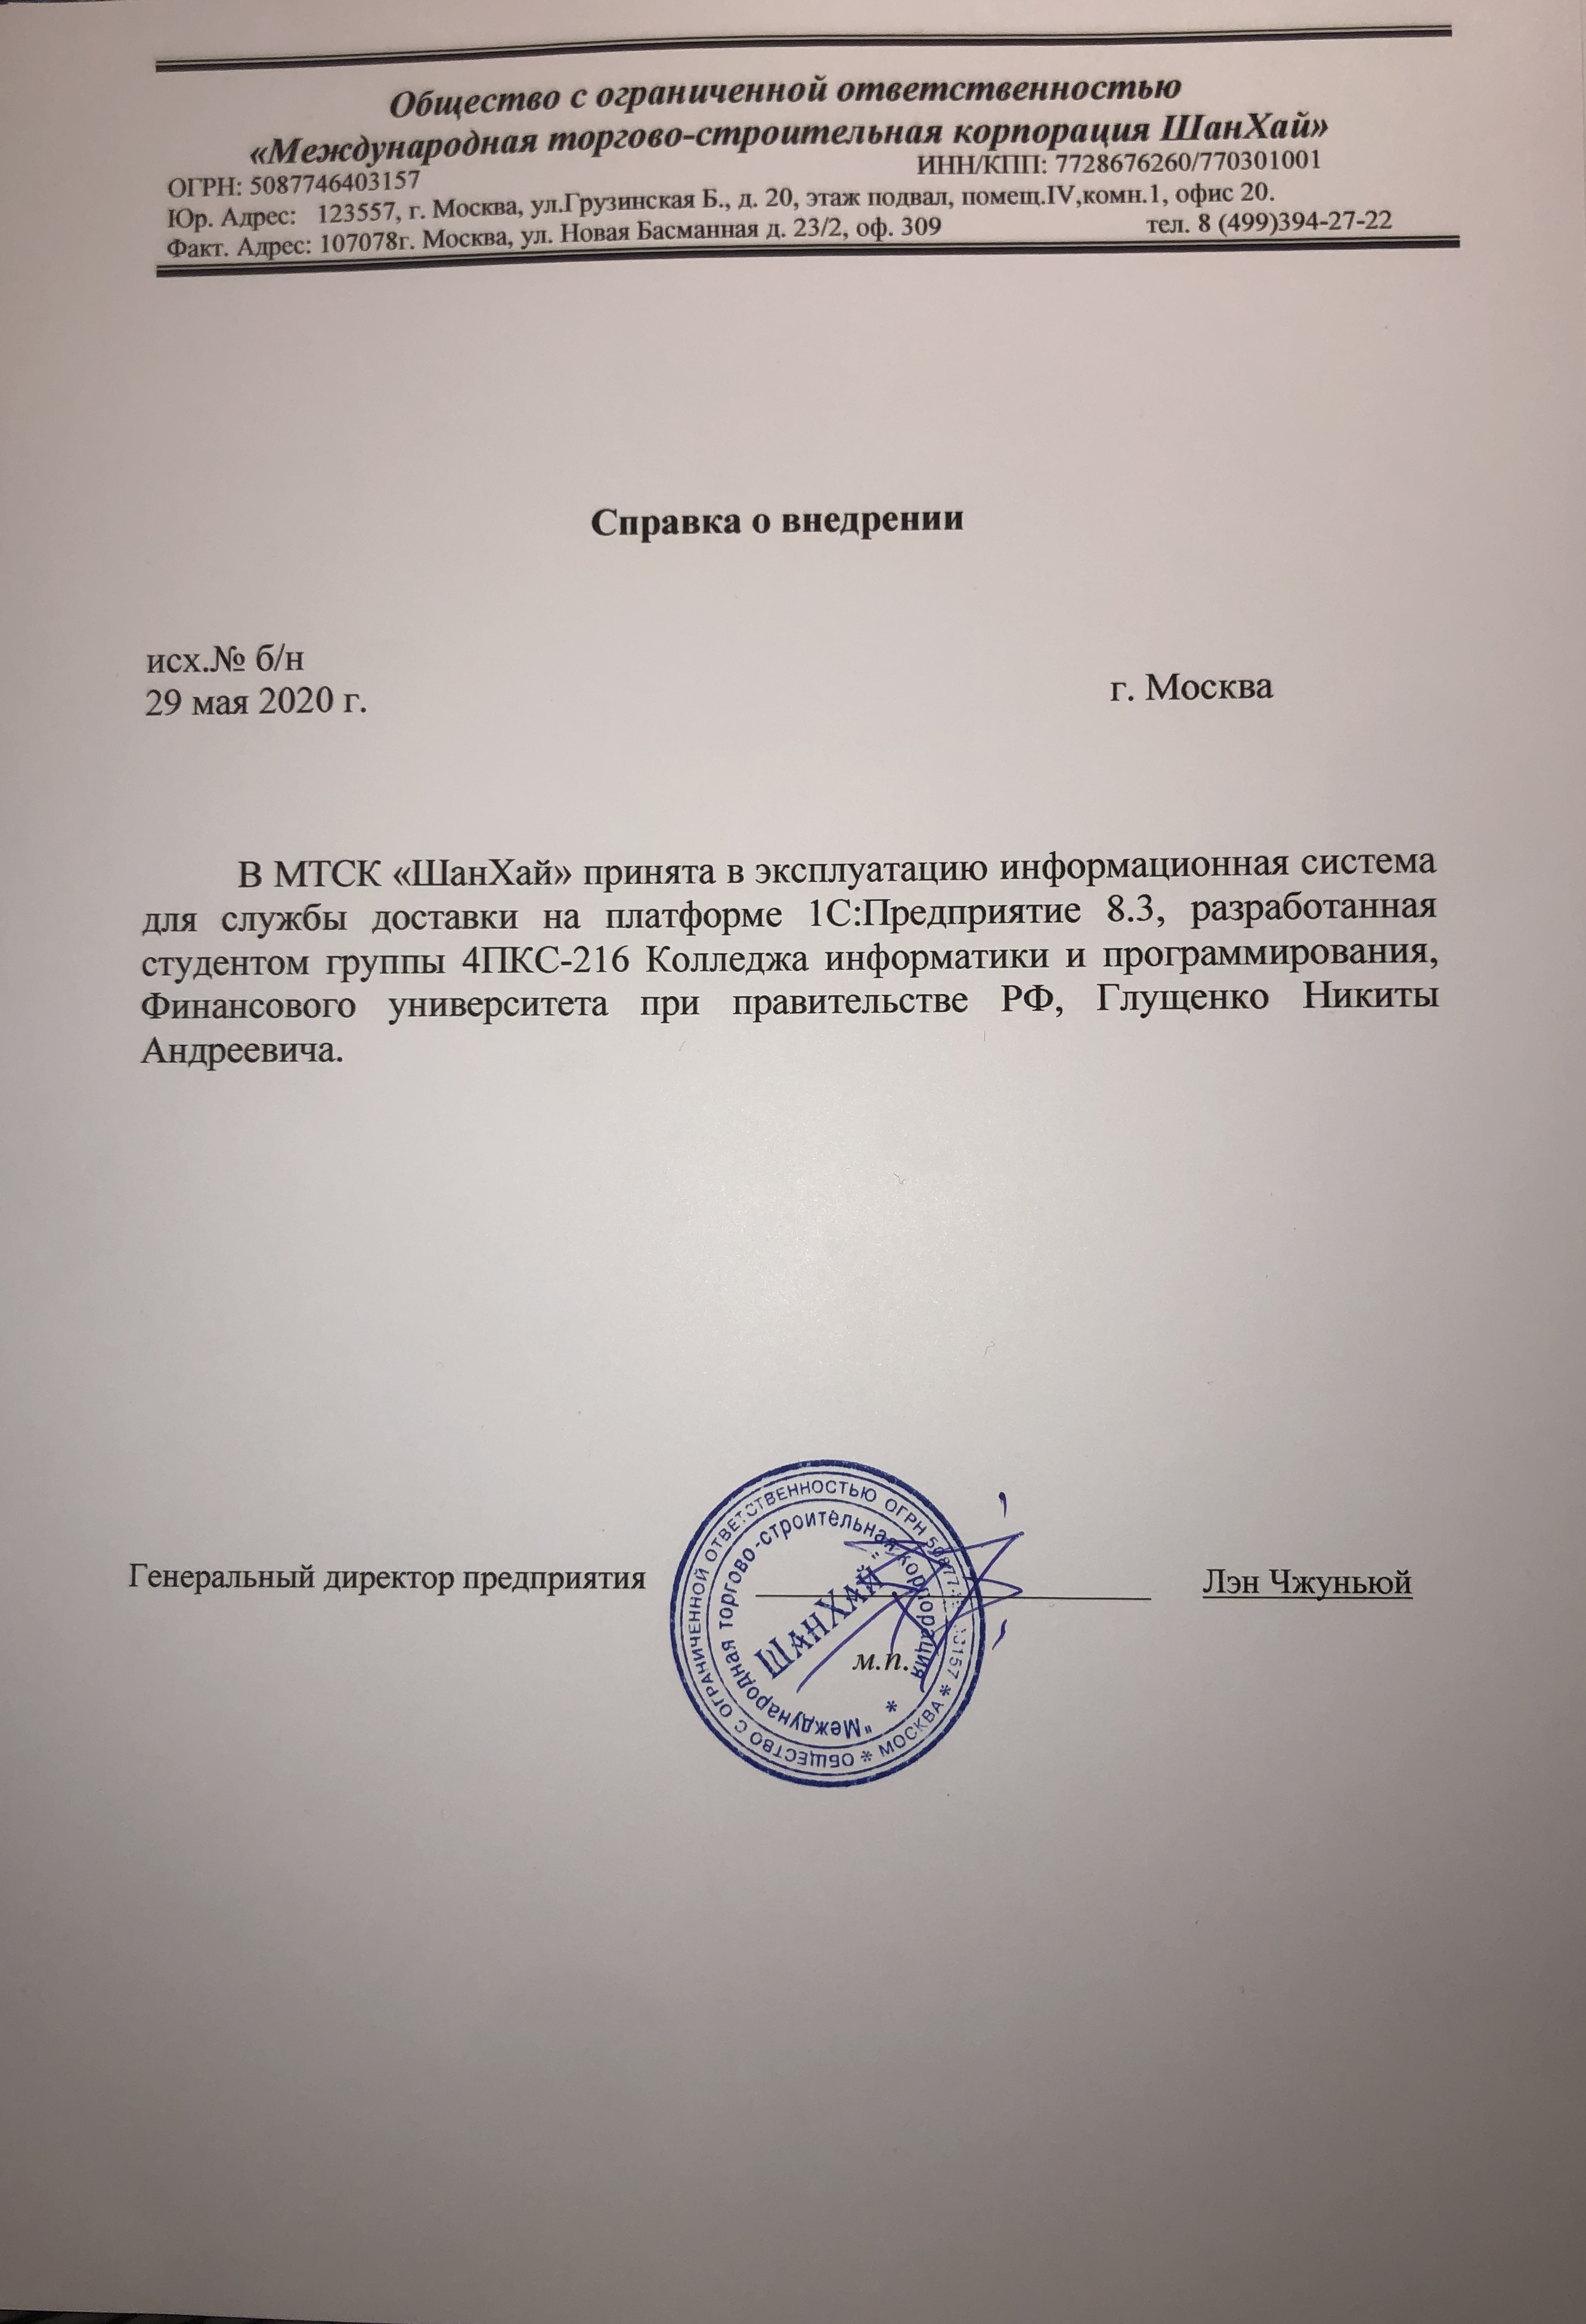 Общество с ограниченной ответственностью
«Международная торгово-строительная корпорация ШанХай»
ОГРН: 5087746403157 ИНН/КПП: 7728676260/770301001
Юр. Адрес: 123557, г. Москва, ул.Грузинская Б., д. 20, этаж подвал, помещ.IV,комн.1, офис 20.
Факт. Адрес: 107078г. Москва, ул. Новая Басманная д. 23/2, оф. 309 тел. 8 (499)394-27-22
Справка о внедрении
исх.№ б/н
29 мая 2020 г. г. Москва
В МТСК «ШанХай» принята в эксплуатацию информационная система
для службы доставки на платформе 1С:Предприятие 8.3, разработанная
студентом группы 4ПКС-216 Колледжа информатики и программирования,
Финансового университета при правительстве РФ, Глущенко Никиты
Андреевича.
Генеральный директор предприятия Лэн Чжуньюй
м.п.
ОБЩЕСТВО С ОГРАНИЧЕННОЙ ОТВЕТСТВЕННОСТЬЮ ОГРН
* МОСКВА *
"Международная торгово-строительная корпорация
ШанХай"